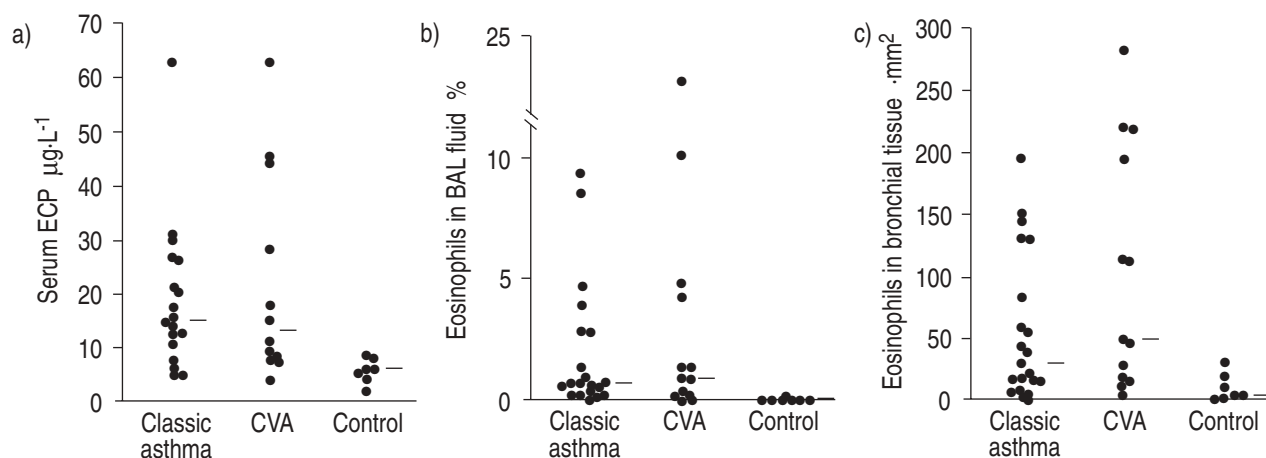 a)
Serum ECP µg·L-1
70
60
50
40
30
20
10
0
Classic asthma
CVA
Control
b)
Eosinophils in BAL fluid %
25
10
5
0
Classic asthma
CVA
Control
c)
Eosinophils in bronchial tissue ·mm2
300
250
200
150
100
50
0
Classic asthma
CVA
Control